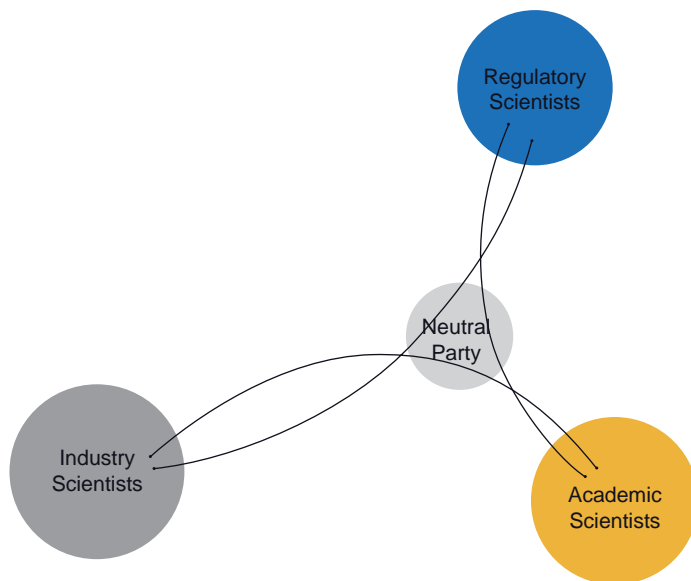 Regulatory
Scientists
Neutral
Party
Industry
Scientists
Academic
Scientists